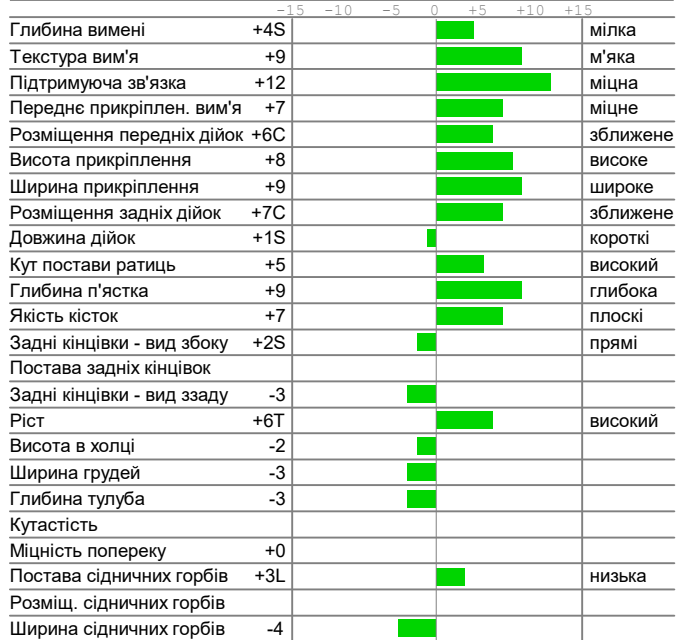 -15 -10 -5 0 +5 +10 +15
Глибина вимені +4S мілка
Текстура вим'я +9 м'яка
Підтримуюча зв'язка +12 міцна
Переднє прикріплен. вим'я +7 міцне
Розміщення передніх дійок +6C зближене
Висота прикріплення +8 високе
Ширина прикріплення +9 широке
Розміщення задніх дійок +7C зближене
Довжина дійок +1S короткі
Кут постави ратиць +5 високий
Глибина п'ястка +9 глибока
Якість кісток +7 плоскі
Задні кінцівки - вид збоку +2S прямі
Постава задніх кінцівок
Задні кінцівки - вид ззаду -3
Ріст +6T високий
Висота в холці -2
Ширина грудей -3
Глибина тулуба -3
Кутастість
Міцність попереку +0
Постава сідничних горбів +3L низька
Розміщ. сідничних горбів
Ширина сідничних горбів -4